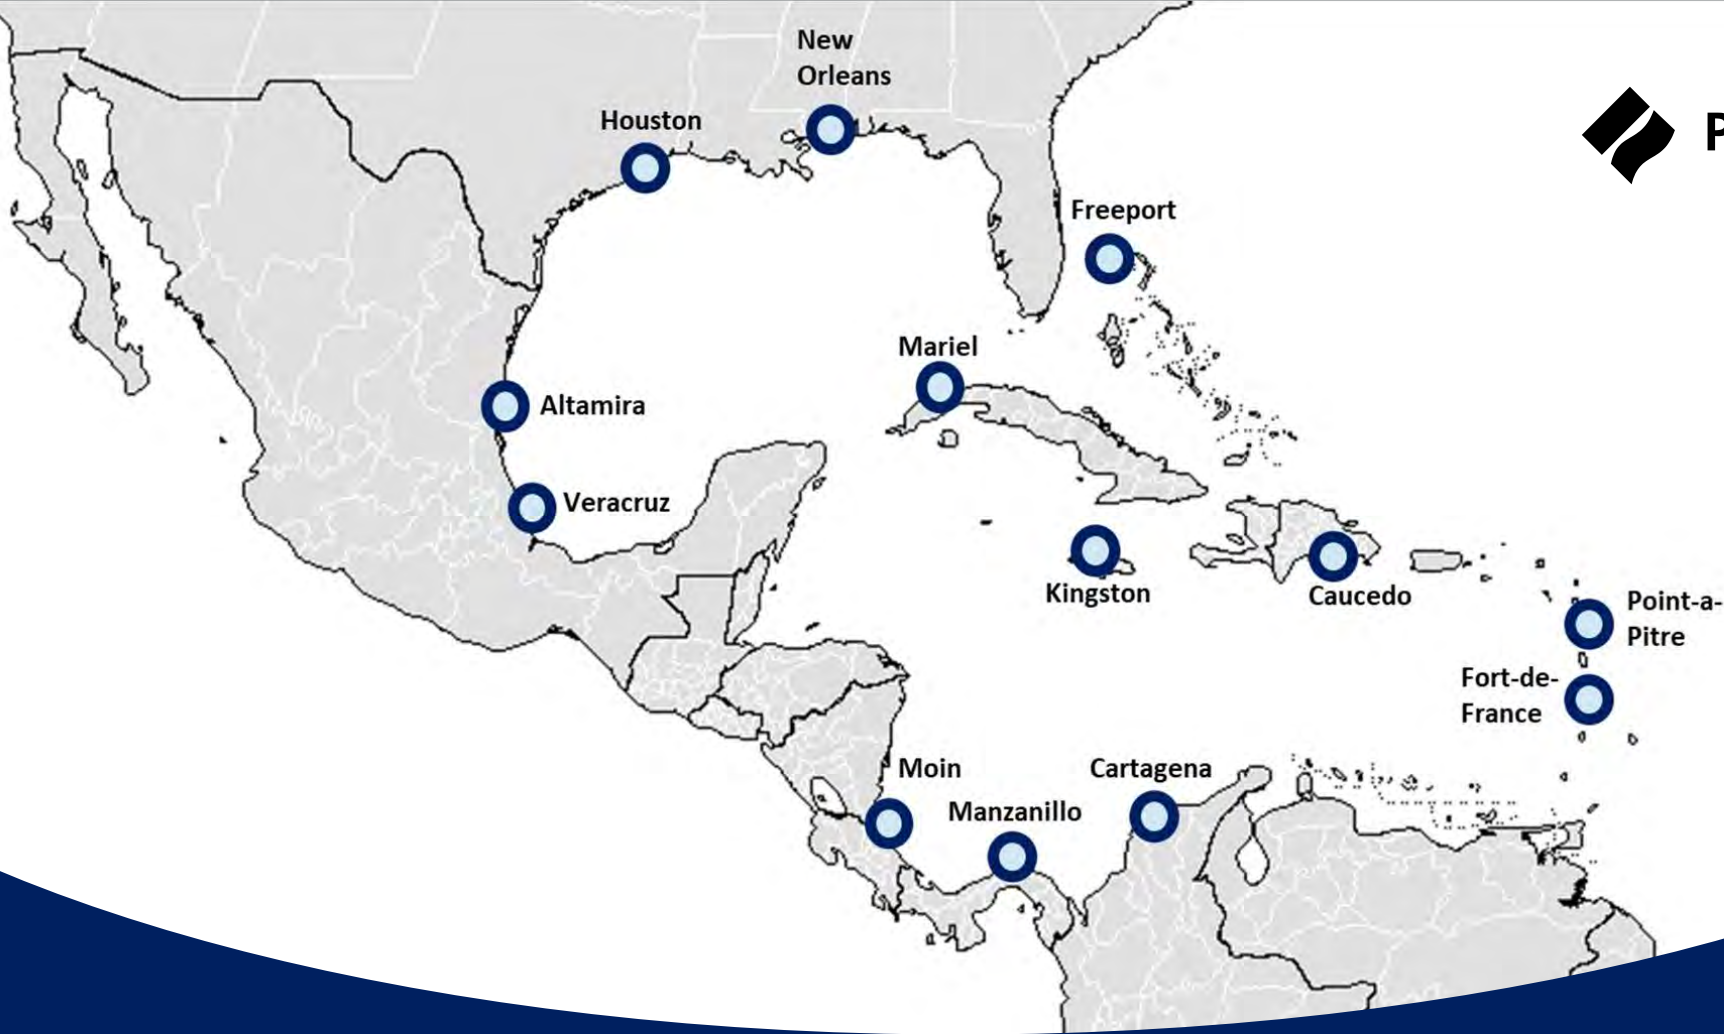 New
Orleans
Houston
Freeport
Mariel
Altamira
Veracruz
Kingston
Caucedo
Point-a-
Pitre
Fort-de-
France
Moin
Cartagena
Manzanillo
P